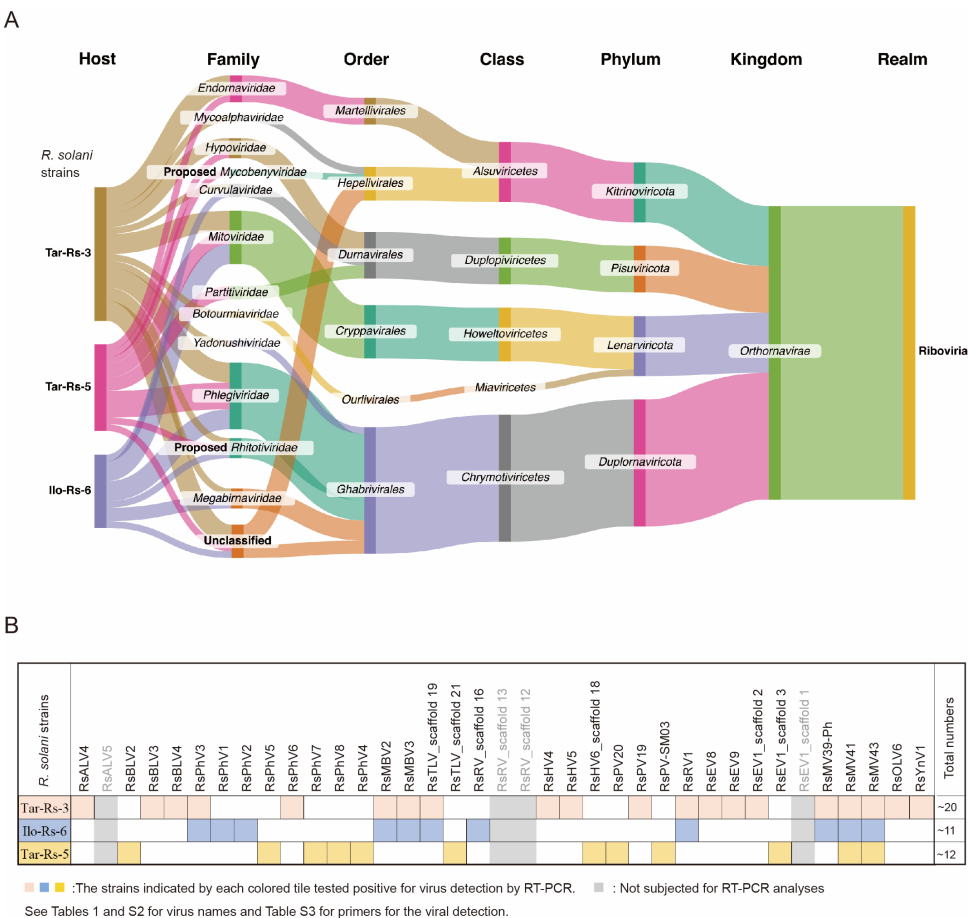 A
Host Family Order Class Phylum Kingdom Realm
R. solani
strains
Tar-Rs-3
Tar-Rs-5
Ilo-Rs-6
Endornaviridae
Mycoalphaviridae
Hypoviridae
Proposed Mycobenyviridae
Curvulaviridae
Mitoviridae
Partitiviridae
Botourmiaviridae
Yadonushiviridae
Phlegiviridae
Proposed Rhitotiviridae
Megabirnaviridae
Unclassified
Martellivirales
Hepelivirales
Durnavirales
Cryppavirales
Ourlivirales
Ghabrivirales
Alsuviricetes
Duplopiviricetes
Howeltoviricetes
Miaviricetes
Chrymotiviricetes
Kitrinoviricota
Pisuviricota
Lenarviricota
Duplornaviricota
Orthornavirae
Riboviria
B
R. solani strains
RsALV4
RsALV5
RsBLV2
RsBLV3
RsBLV4
RsPhV3
RsPhV1
RsPhV2
RsPhV5
RsPhV6
RsPhV7
RsPhV8
RsPhV4
RsMBV2
RsMBV3
RsTLV_scaffold 19
RsTLV_scaffold 21
RsRV_scaffold 16
RsRV_scaffold 13
RsRV_scaffold 12
RsHV4
RsHV5
RsHV6_scaffold 18
RsPV20
RsPV19
RsPV-SM03
RsRV1
RsEV8
RsEV9
RsEV1_scaffold 2
RsEV1_scaffold 3
RsEV1_scaffold 1
RsMV39-Ph
RsMV41
RsMV43
RsOLV6
RsYnV1
Total numbers
Tar-Rs-3 ~20
Ilo-Rs-6 ~11
Tar-Rs-5 ~12
:The strains indicated by each colored tile tested positive for virus detection by RT-PCR. : Not subjected for RT-PCR analyses
See Tables 1 and S2 for virus names and Table S3 for primers for the viral detection.